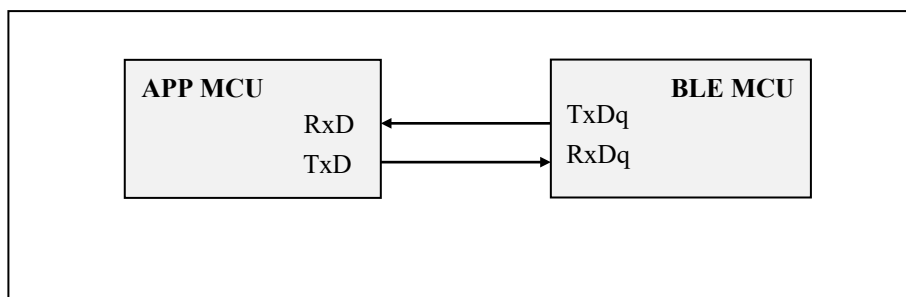 APP MCU
BLE MCU
RxD
TxDq
TxD
RxDq